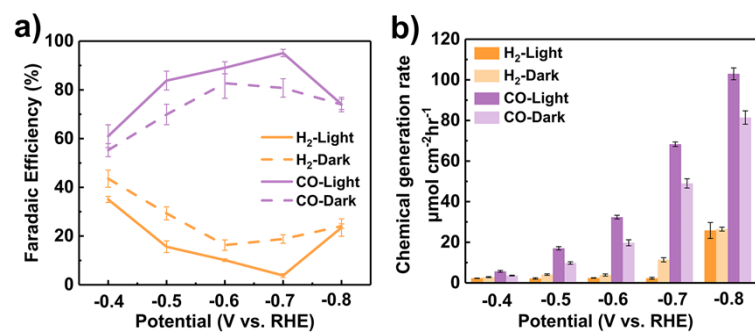 a)
Faradaic Efficiency (%)
100
80
60
40
20
0
H₂-Light
H₂-Dark
CO-Light
CO-Dark
-0.4 -0.5 -0.6 -0.7 -0.8
Potential (V vs. RHE)
b)
Chemical generation rate
μmol cm⁻²hr⁻¹
120
100
80
60
40
20
0
H₂-Light
H₂-Dark
CO-Light
CO-Dark
-0.4 -0.5 -0.6 -0.7 -0.8
Potential (V vs. RHE)